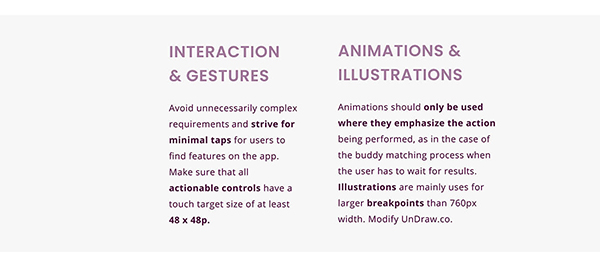 INTERACTION
& GESTURES
Avoid unnecessarily complex
requirements and strive for
minimal taps for users to
find features on the app.
Make sure that all
actionable controls have a
touch target size of at least
48 x 48p.
ANIMATIONS &
ILLUSTRATIONS
Animations should only be used
where they emphasize the action
being performed, as in the case of
the buddy matching process when
the user has to wait for results.
Illustrations are mainly uses for
larger breakpoints than 760px
width. Modify UnDraw.co.